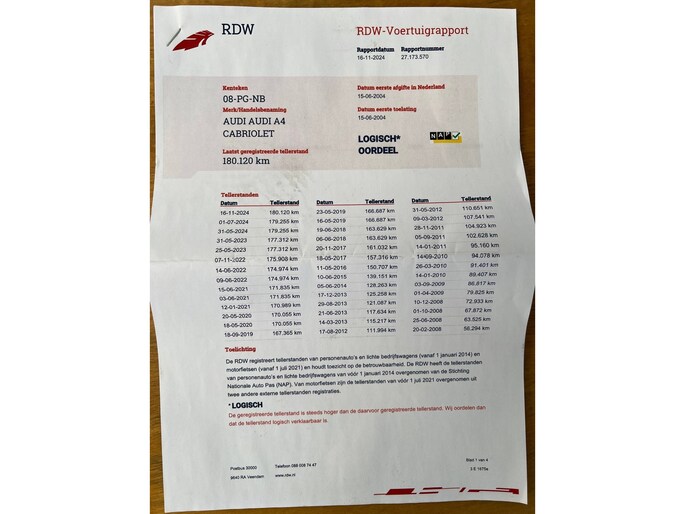 RDW
RDW-Voertuigrapport
Rapportdatum Rapportnummer
16-11-2024 27.173.570
Kenteken
08-PG-NB
Merk/Handelsbenaming
AUDI AUDI A4
CABRIOLET
Laatst geregistreerde tellerstand
180.120 km
Datum eerste afgifte in Nederland
15-06-2004
Datum eerste toelating
15-06-2004
LOGISCH*
OORDEEL
NAP
Tellerstanden
Datum Tellerstand Datum Tellerstand Datum Tellerstand
16-11-2024 180.120 km 23-05-2019 166.687 km 31-05-2012 110.651 km
01-07-2024 179.255 km 16-05-2019 166.687 km 09-03-2012 107.541 km
31-05-2024 179.255 km 19-06-2018 163.629 km 28-11-2011 104.923 km
31-05-2023 177.312 km 06-06-2018 163.629 km 05-09-2011 102.628 km
25-05-2023 177.312 km 20-11-2017 161.032 km 14-01-2011 95.160 km
07-11-2022 175.908 km 18-05-2017 157.316 km 14-09-2010 94.078 km
14-06-2022 174.974 km 11-05-2016 150.707 km 26-03-2010 91.401 km
09-06-2022 174.974 km 10-06-2015 139.151 km 14-01-2010 89.407 km
15-06-2021 171.835 km 05-06-2014 128.263 km 03-09-2009 86.817 km
03-06-2021 171.835 km 17-12-2013 125.258 km 01-04-2009 79.825 km
12-01-2021 170.989 km 29-08-2013 121.087 km 10-12-2008 72.933 km
20-05-2020 170.055 km 21-06-2013 117.634 km 01-10-2008 67.872 km
18-05-2020 170.055 km 14-03-2013 115.217 km 25-06-2008 63.525 km
18-09-2019 167.365 km 17-08-2012 111.994 km 20-02-2008 56.294 km
Toelichting
De RDW registreert tellerstanden van personenauto's en lichte bedrijfswagens (vanaf 1 januari 2014) en
motorfietsen (vanaf 1 juli 2021) en houdt toezicht op de betrouwbaarheid. De RDW heeft de tellerstanden
van personenauto's en lichte bedrijfswagens van vóór 1 januari 2014 overgenomen van de Stichting
Nationale Auto Pas (NAP). Van motorfietsen zijn de tellerstanden van vóór 1 juli 2021 overgenomen uit
twee andere externe tellerstanden registraties.
*LOGISCH
De geregistreerde tellerstand is steeds hoger dan de daarvoor geregistreerde tellerstand. Wij oordelen dan
dat de tellerstand logisch verklaarbaar is.
Postbus 30000 Telefoon 088 008 74 47
9640 RA Veendam www.rdw.nl
Blad 1 van 4